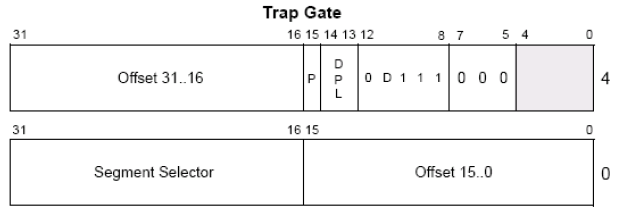 Trap Gate
31 16 15 14 13 12 8 7 5 4 0
Offset 31..16 P D P L 0 D 1 1 1 0 0 0 4
31 16 15 0
Segment Selector Offset 15..0 0